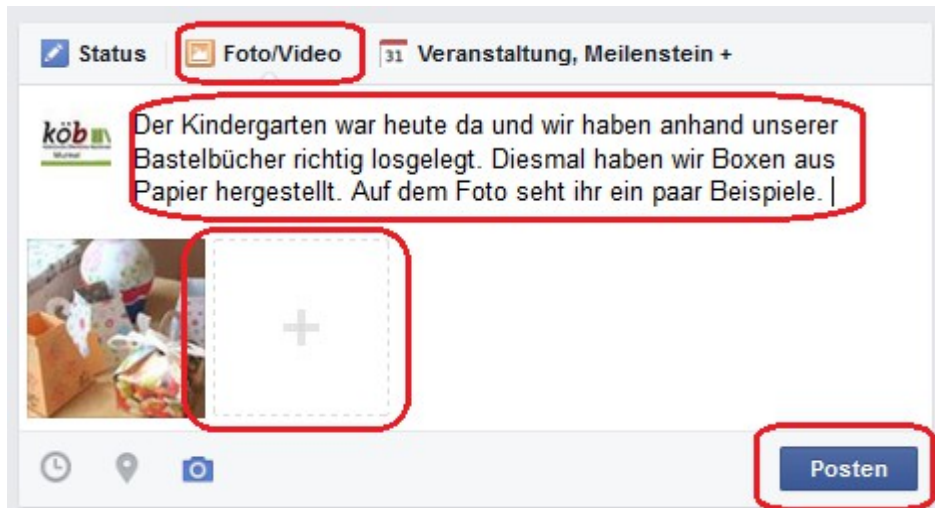 Status
Foto/Video
31 Veranstaltung, Meilenstein +
köb
Der Kindergarten war heute da und wir haben anhand unserer
Bastelbücher richtig losgelegt. Diesmal haben wir Boxen aus
Papier hergestellt. Auf dem Foto seht ihr ein paar Beispiele.
Posten